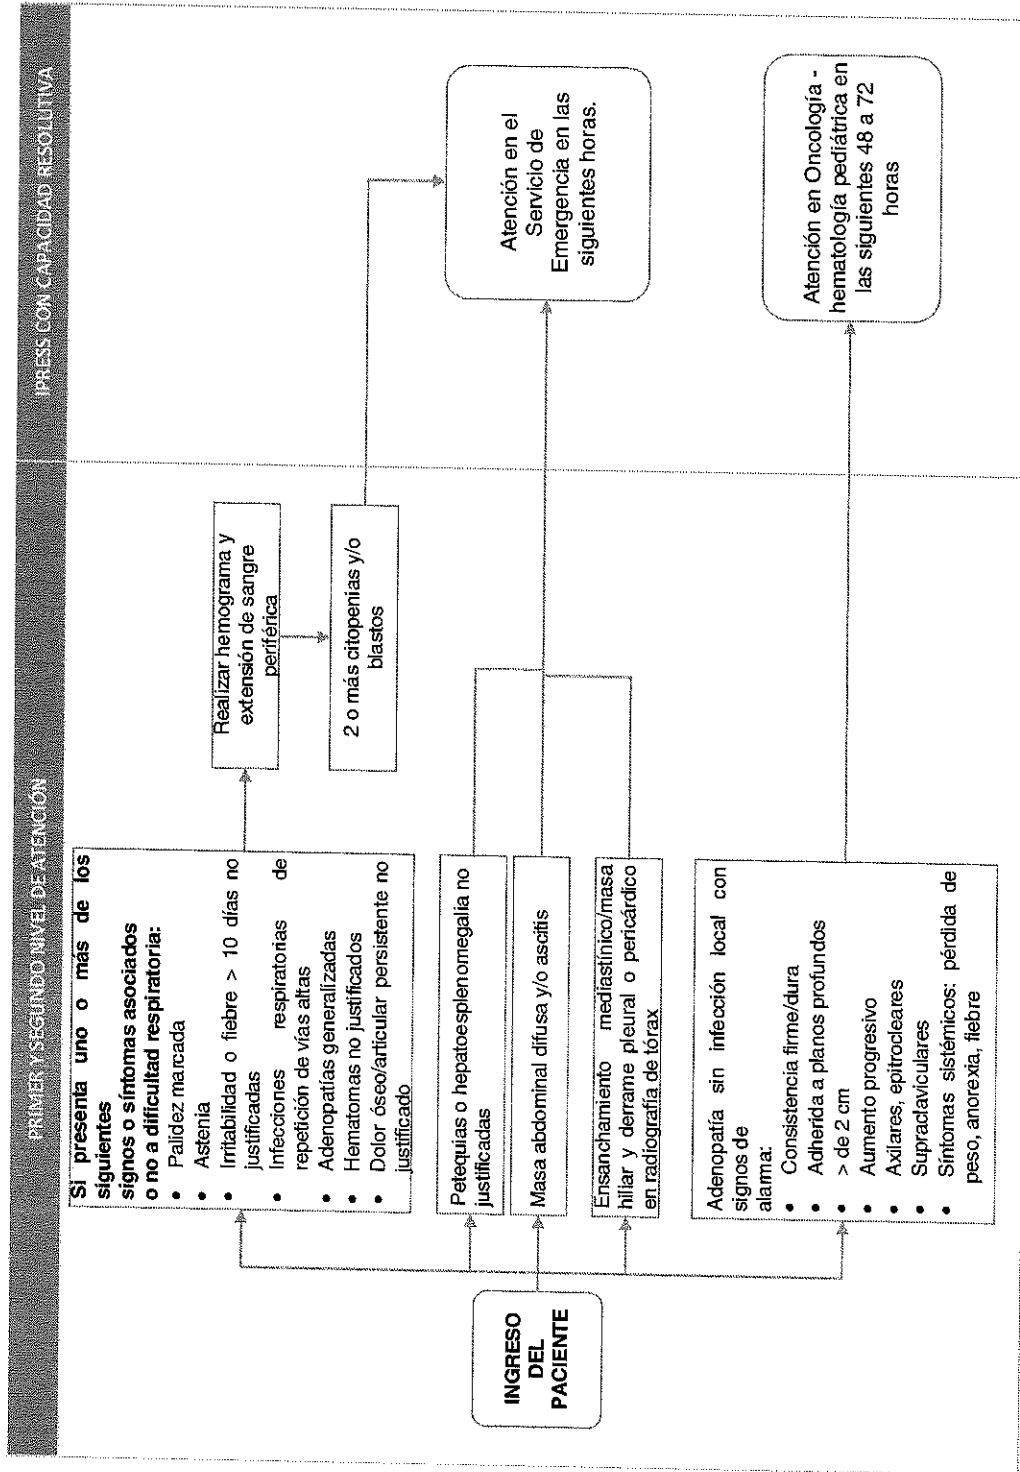 PRIMER Y SEGUNDO NIVEL DE ATENCIÓN
IPRESS CON CAPACIDAD RESOLUTIVA
INGRESO
DEL
PACIENTE
Si presenta uno o más de los
siguientes
signos o síntomas asociados
o no a dificultad respiratoria:
• Palidez marcada
• Astenia
• Irritabilidad o fiebre > 10 días no
justificadas
• Infecciones respiratorias de
repetición de vías altas
• Adenopatías generalizadas
• Hematomas no justificados
• Dolor óseo/articular persistente no
justificado
Realizar hemograma y
extensión de sangre
periférica
2 o más citopenias y/o
blastos
Petequias o hepatoesplenomegalia no
justificadas
Masa abdominal difusa y/o ascitis
Ensanchamiento mediastínico/masa
hiliar y derrame pleural o pericárdico
en radiografía de tórax
Atención en el
Servicio de
Emergencia en las
siguientes horas.
Adenopatía sin infección local con
signos de
alama:
• Consistencia firme/dura
• Adherida a planos profundos
• > de 2 cm
• Aumento progresivo
• Axilares, epitrocleares
• Supraclaviculares
• Síntomas sistémicos: pérdida de
peso, anorexia, fiebre
Atención en Oncología -
hematología pediátrica en
las siguientes 48 a 72
horas